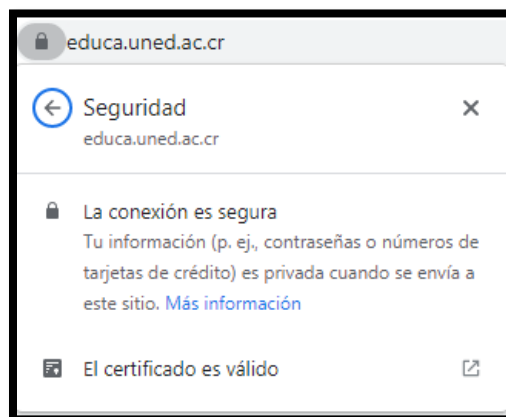 educa.uned.ac.cr
Seguridad
educa.uned.ac.cr
La conexión es segura
Tu información (p. ej., contraseñas o números de
tarjetas de crédito) es privada cuando se envía a
este sitio. Más información
El certificado es válido